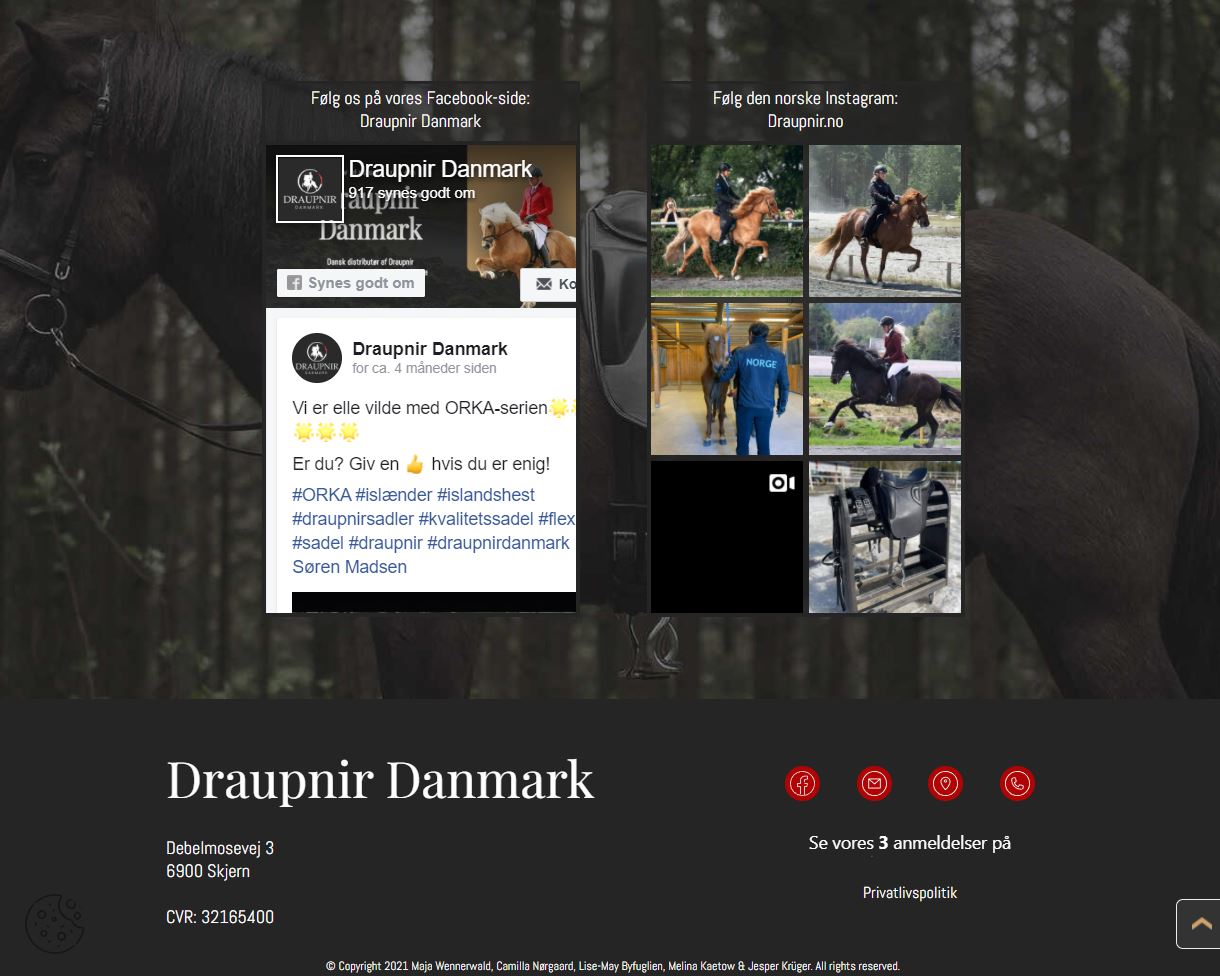 Følg os på vores Facebook-side:
Draupnir Danmark
Følg den norske Instagram:
Draupnir.no
DRAUPNIR
DANMARK
Draupnir Danmark
917 synes godt om
Danmark
Dansk distributør af Draupnir
Synes godt om
Ko
NORGE
DRAUPNIR
DANMARK
Draupnir Danmark
for ca. 4 måneder siden
Vi er elle vilde med ORKA-serien🌟🌟
🌟🌟🌟
Er du? Giv en 👍 hvis du er enig!
#ORKA #islænder #islandshest
#draupnirsadler #kvalitetssadel #flex
#sadel #draupnir #draupnirdanmark
Søren Madsen
Draupnir Danmark
Debelmosevej 3
6900 Skjern
CVR: 32165400
Se vores 3 anmeldelser på
Privatlivspolitik
© Copyright 2021 Maja Wennerwald, Camilla Nørgaard, Lise-May Byfuglien, Melina Kaetow & Jesper Krüger. All rights reserved.